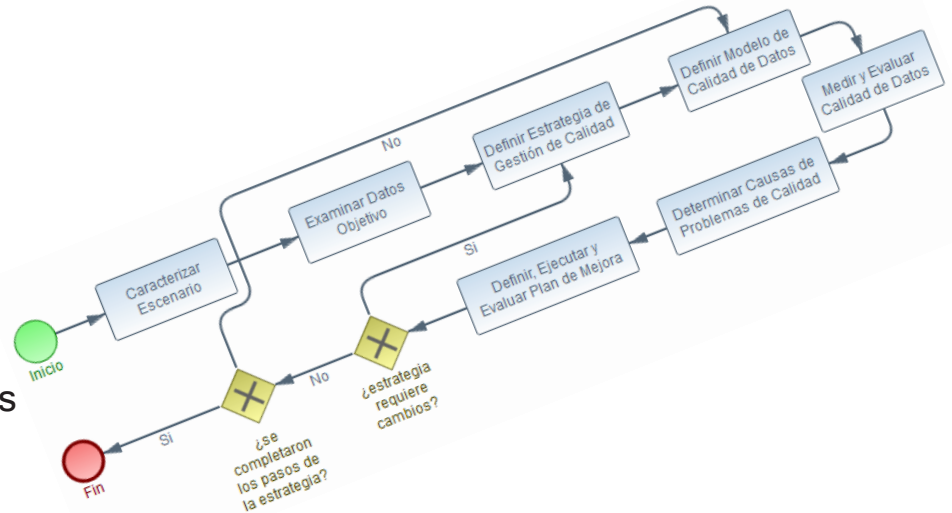 Inicio
Caracterizar
Escenario
Examinar Datos
Objetivo
Definir Estrategia de
Gestión de Calidad
Definir Modelo de
Calidad de Datos
Medir y Evaluar
Calidad de Datos
Determinar Causas de
Problemas de Calidad
Definir, Ejecutar y
Evaluar Plan de Mejora
¿estrategia
requiere
cambios?
Si
No
¿se
completaron
los pasos de
la estrategia?
No
Si
Fin
s